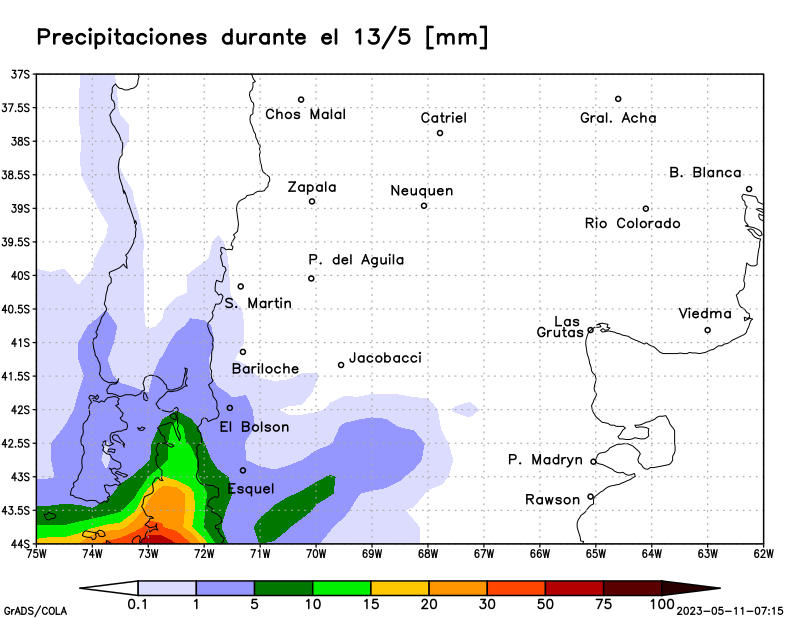 Precipitaciones durante el 13/5 [mm]
37S
37.5S
38S
38.5S
39S
39.5S
40S
40.5S
41S
41.5S
42S
42.5S
43S
43.5S
44S
Chos Malal
Catriel
Gral. Acha
B. Blanca
Zapala
Neuquen
Rio Colorado
P. del Aguila
S. Martin
Viedma
Las
Grutas
Jacobacci
Bariloche
El Bolson
P. Madryn
Esquel
Rawson
75W 74W 73W 72W 71W 70W 69W 68W 67W 66W 65W 64W 63W 62W
0.1 1 5 10 15 20 30 50 75 100
GrADS/COLA
2023-05-11-07:15